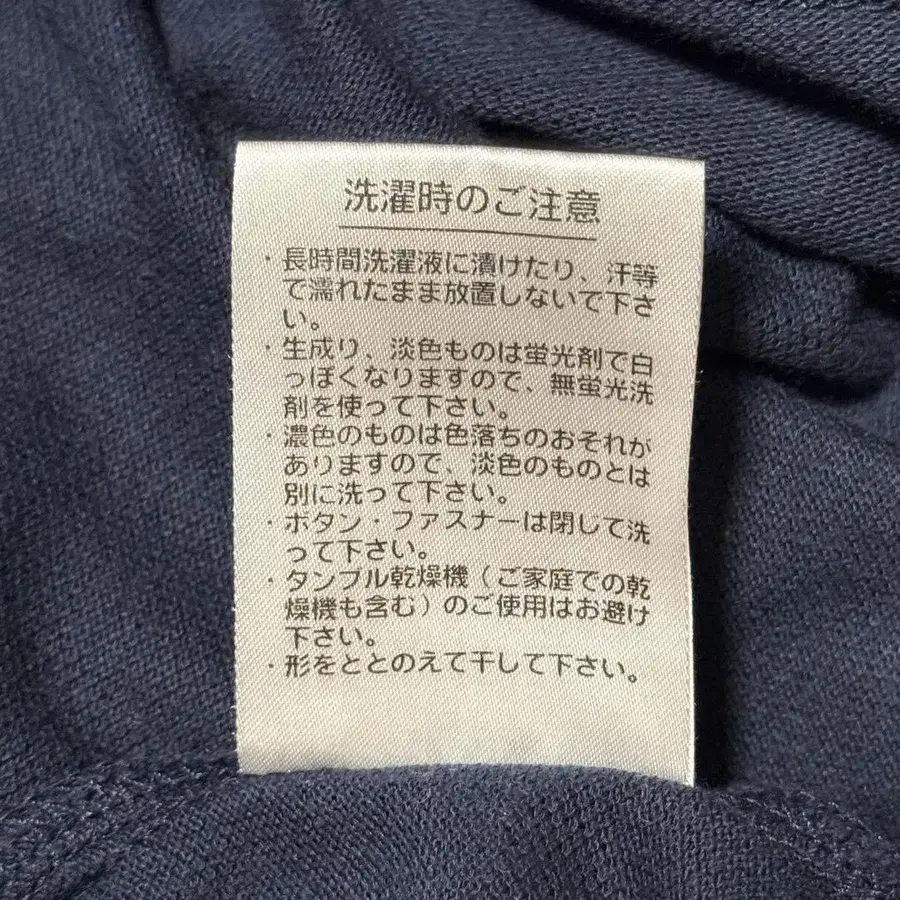 洗濯時のご注意
・長時間洗濯液に漬けたり、汗等
で濡れたまま放置しないで下さ
い。
・生成り、淡色ものは蛍光剤で白
っぽくなりますので、無蛍光洗
剤を使って下さい。
・濃色のものは色落ちのおそれが
ありますので、淡色のものとは
別に洗って下さい。
・ボタン・ファスナーは閉じて洗
って下さい。
・タンブル乾燥機（ご家庭での乾
燥機も含む）のご使用はお避け
下さい。
・形をととのえて干して下さい。